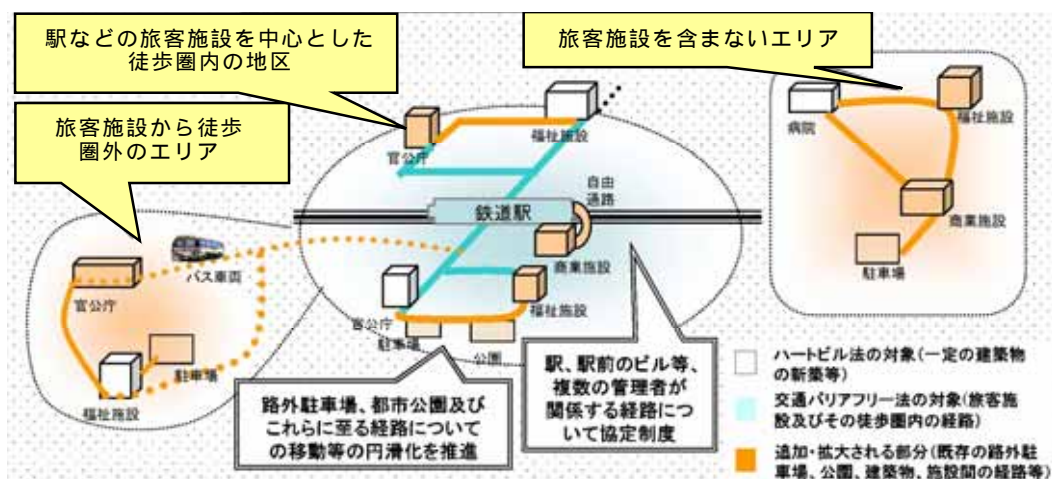 駅などの旅客施設を中心とした
徒歩圏内の地区
旅客施設を含まないエリア
旅客施設から徒歩
圏外のエリア
官公庁
福祉施設
自由
通路
鉄道駅
商業施設
官公庁
駐車場
公園
福祉施設
病院
福祉施設
商業施設
駐車場
バス車両
官公庁
駐車場
福祉施設
路外駐車場、都市公園及び
これらに至る経路について
の移動等の円滑化を推進
駅、駅前のビル等、
複数の管理者が
関係する経路につ
いて協定制度
ハートビル法の対象(一定の建築物
の新築等)
交通バリアフリー法の対象(旅客施
設及びその徒歩圏内の経路)
追加・拡大される部分(既存の路外駐
車場、公園、建築物、施設間の経路等)